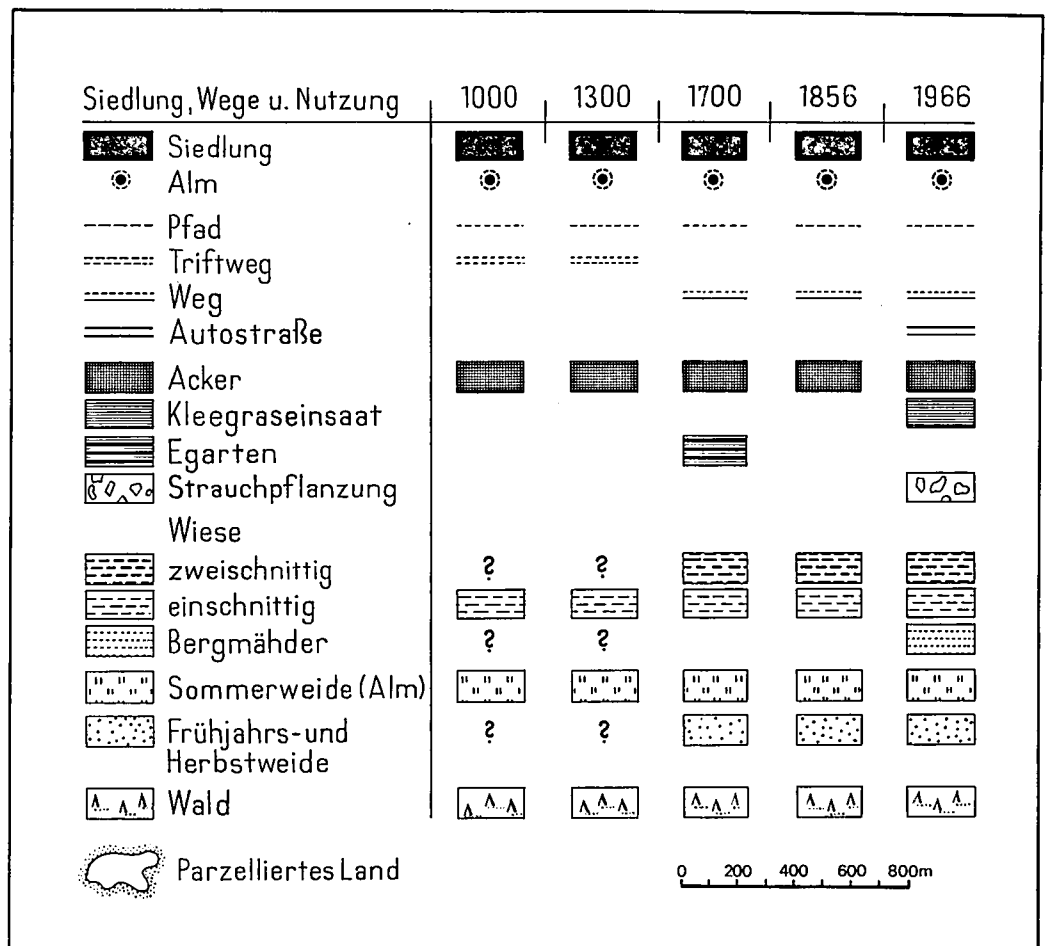 Siedlung, Wege u. Nutzung 1000 1300 1700 1856 1966
Siedlung
Alm
Pfad
Triftweg
Weg
Autostraße
Acker
Kleegraseinsaat
Egarten
Strauchpflanzung
Wiese
zweischnittig ? ?
einschnittig
Bergmähder ? ?
Sommerweide (Alm)
Frühjahrs- und ? ?
Herbstweide
Wald
Parzelliertes Land
0 200 400 600 800m